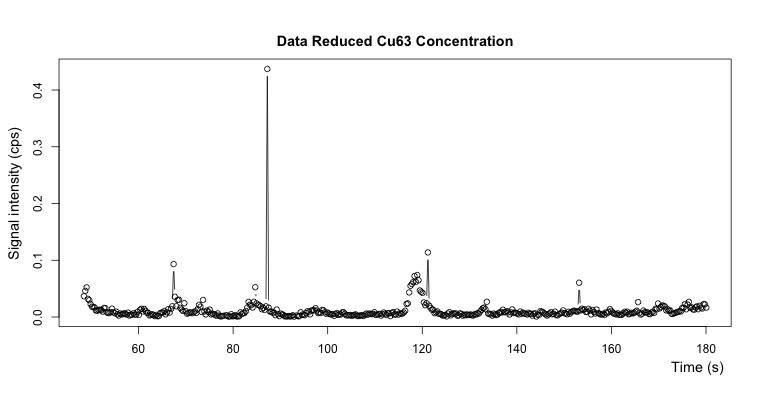 Data Reduced Cu63 Concentration
Signal intensity (cps)
0.4
0.3
0.2
0.1
0.0
60 80 100 120 140 160 180
Time (s)